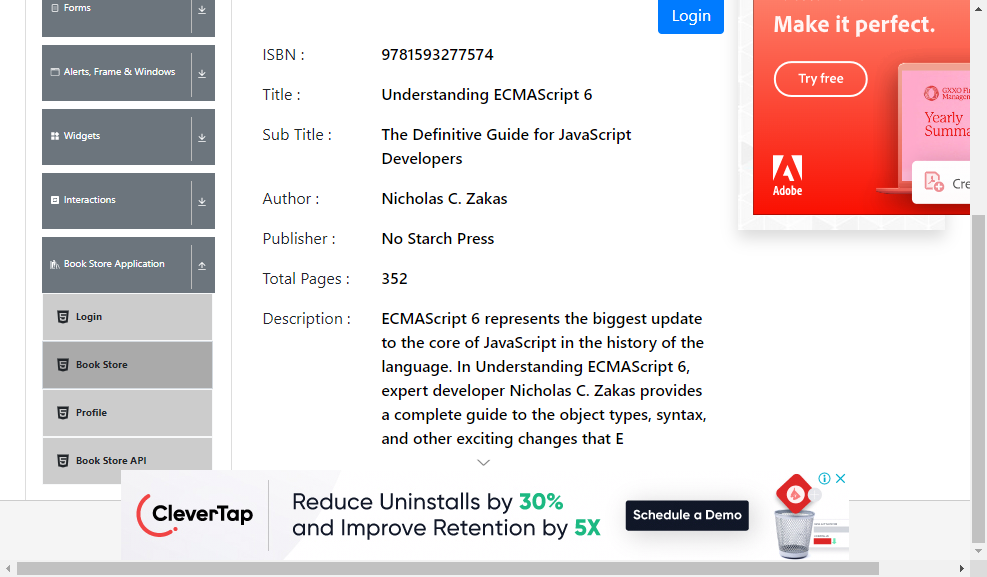 Forms
Alerts, Frame & Windows
Widgets
Interactions
Book Store Application
Login
Book Store
Profile
Book Store API
Login
ISBN :
9781593277574
Title :
Understanding ECMAScript 6
Sub Title :
The Definitive Guide for JavaScript
Developers
Author :
Nicholas C. Zakas
Publisher :
No Starch Press
Total Pages :
352
Description :
ECMAScript 6 represents the biggest update
to the core of JavaScript in the history of the
language. In Understanding ECMAScript 6,
expert developer Nicholas C. Zakas provides
a complete guide to the object types, syntax,
and other exciting changes that E
Make it perfect.
Try free
Yearly
Adobe
CleverTap
Reduce Uninstalls by 30%
and Improve Retention by 5X
Schedule a Demo